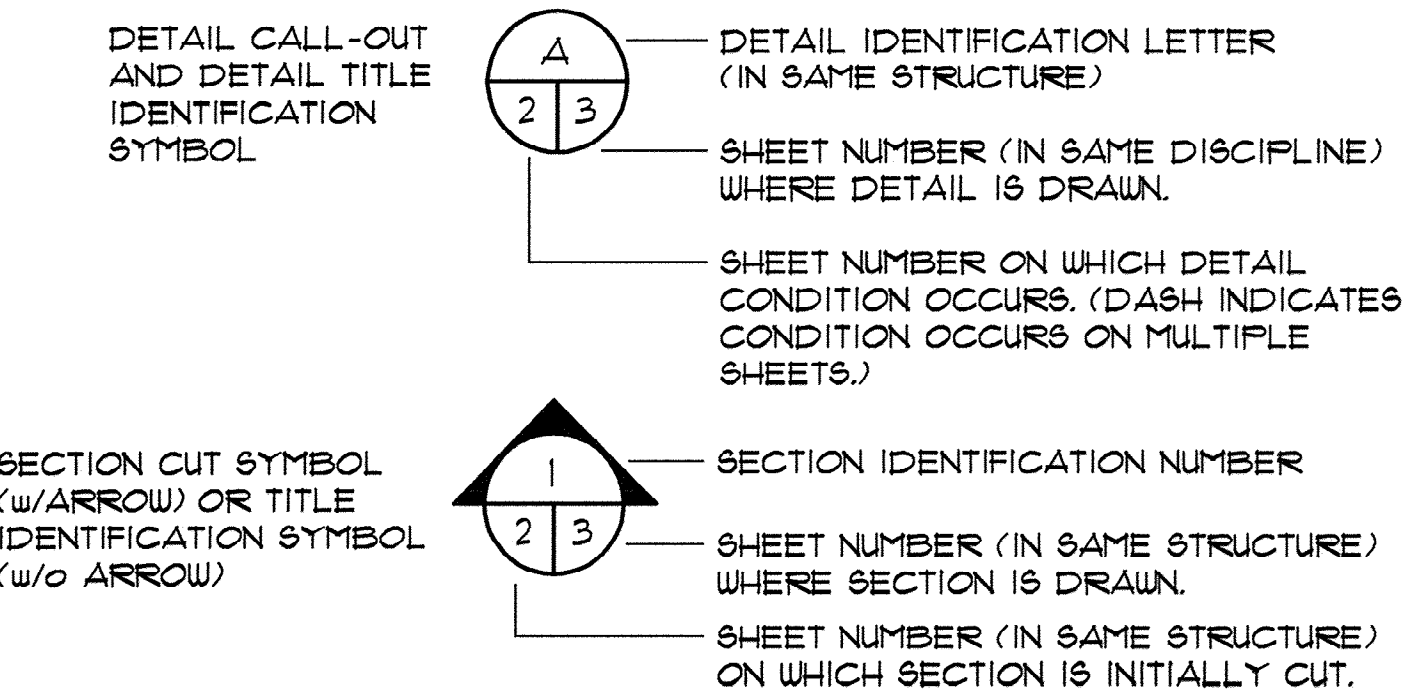 DETAIL CALL-OUT
AND DETAIL TITLE
IDENTIFICATION
SYMBOL
A
2 3
DETAIL IDENTIFICATION LETTER
(IN SAME STRUCTURE)
SHEET NUMBER (IN SAME DISCIPLINE)
WHERE DETAIL IS DRAWN.
SHEET NUMBER ON WHICH DETAIL
CONDITION OCCURS. (DASH INDICATES
CONDITION OCCURS ON MULTIPLE
SHEETS.)
SECTION CUT SYMBOL
(w/ARROW) OR TITLE
IDENTIFICATION SYMBOL
(w/o ARROW)
1
2 3
SECTION IDENTIFICATION NUMBER
SHEET NUMBER (IN SAME STRUCTURE)
WHERE SECTION IS DRAWN.
SHEET NUMBER (IN SAME STRUCTURE)
ON WHICH SECTION IS INITIALLY CUT.